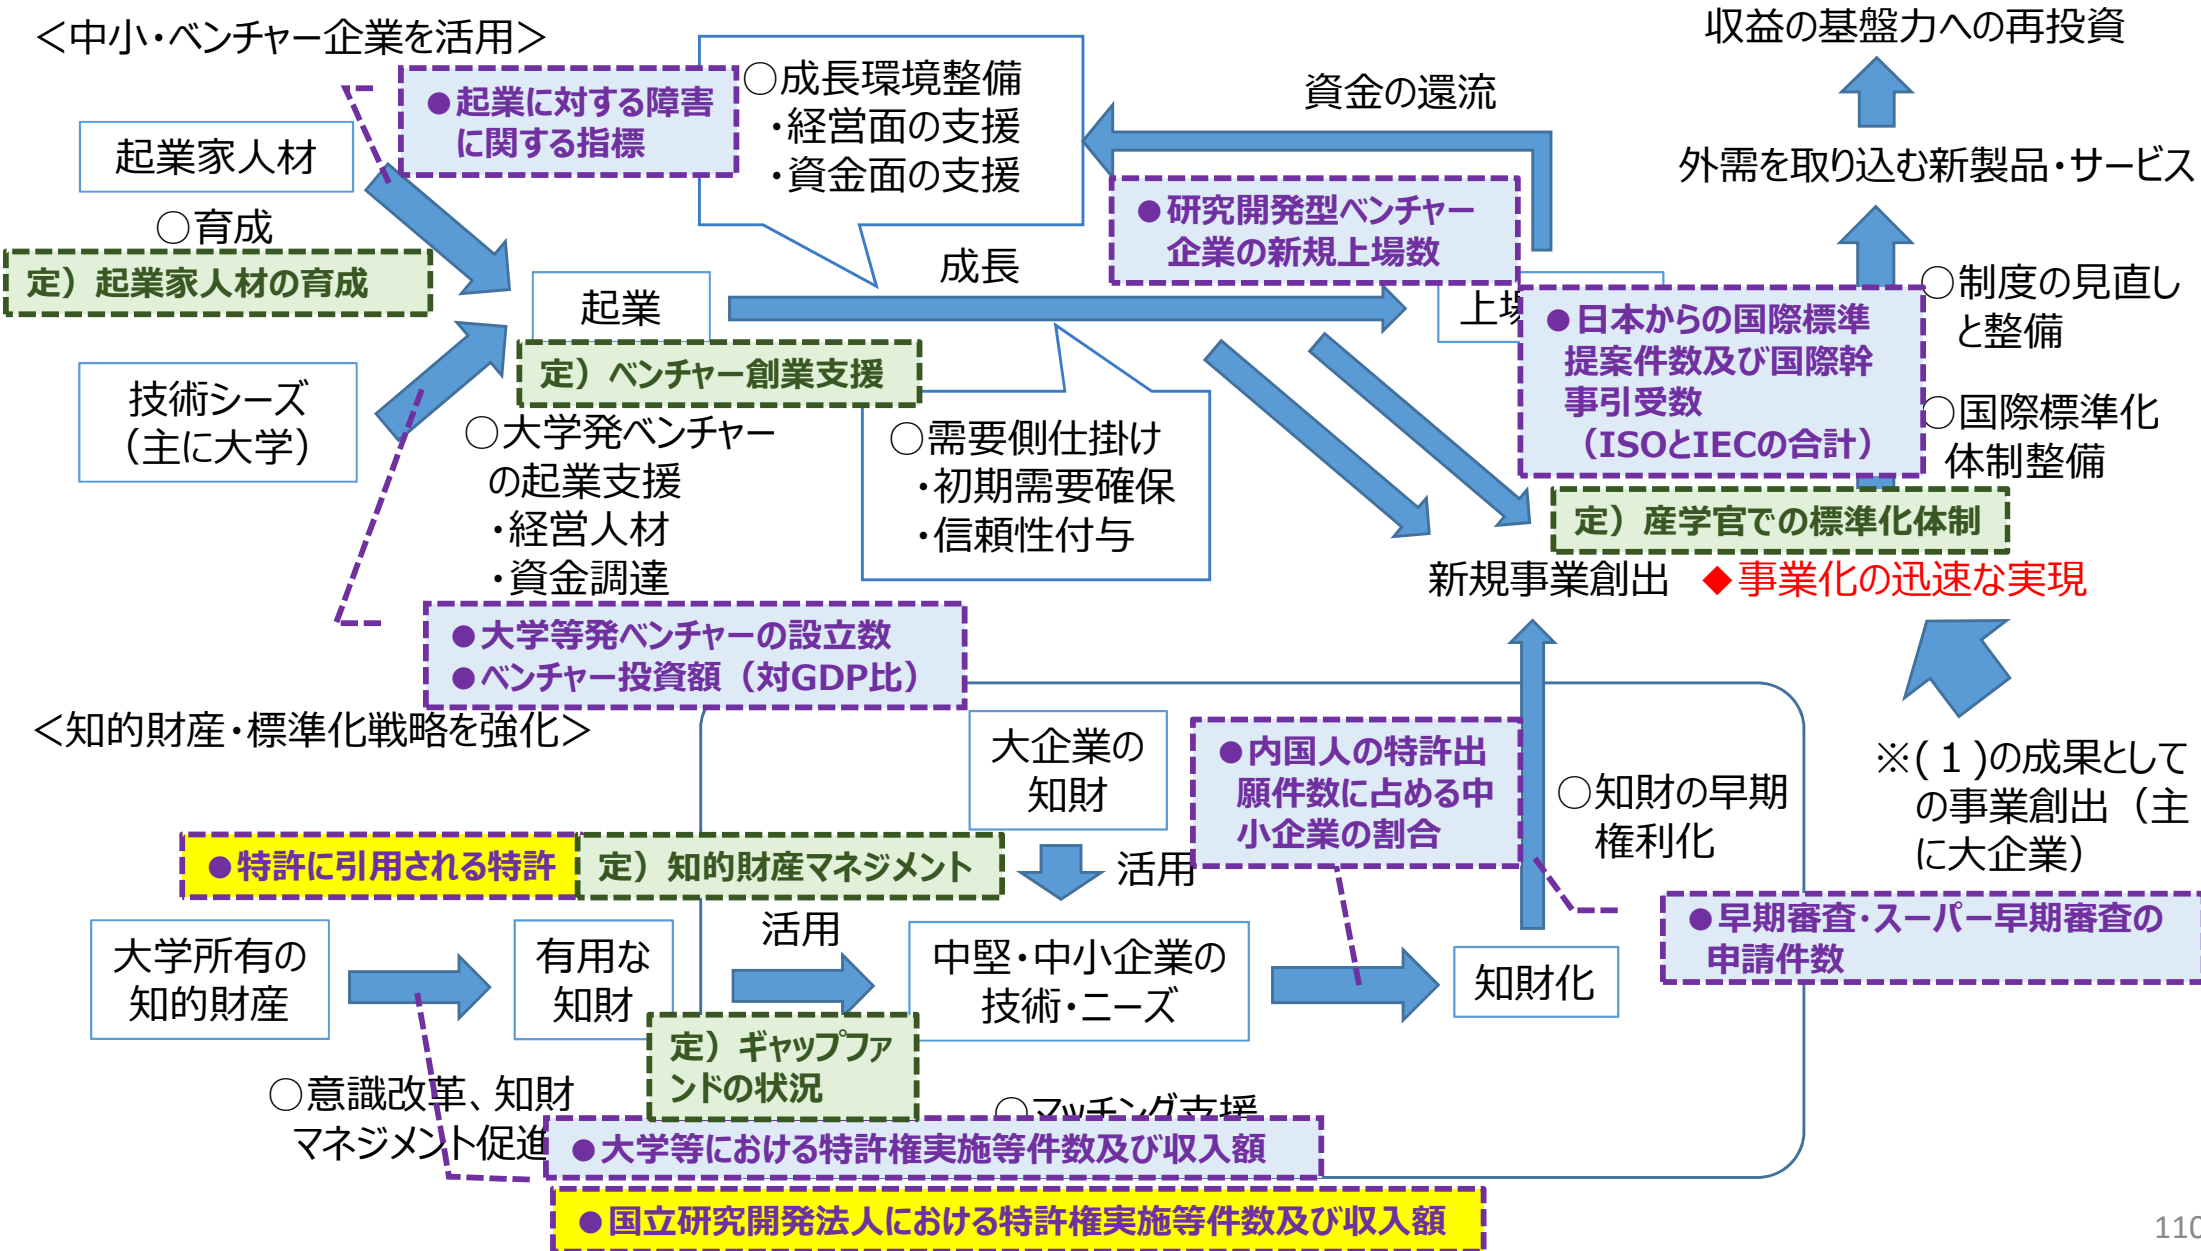 ＜中小・ベンチャー企業を活用＞
収益の基盤力への再投資
●起業に対する障害
に関する指標
○成長環境整備
・経営面の支援
・資金面の支援
資金の還流
起業家人材
外需を取り込む新製品・サービス
○育成
定）起業家人材の育成
●研究開発型ベンチャー
企業の新規上場数
成長
起業
上場
●日本からの国際標準
提案件数及び国際幹
事引受数
（ISOとIECの合計）
○制度の見直し
と整備
○国際標準化
体制整備
定）ベンチャー創業支援
技術シーズ
（主に大学）
○大学発ベンチャー
の起業支援
・経営人材
・資金調達
○需要側仕掛け
・初期需要確保
・信頼性付与
定）産学官での標準化体制
新規事業創出 ◆事業化の迅速な実現
●大学等発ベンチャーの設立数
●ベンチャー投資額（対GDP比）
＜知的財産・標準化戦略を強化＞
大企業の
知財
●内国人の特許出
願件数に占める中
小企業の割合
○知財の早期
権利化
※(１)の成果として
の事業創出（主
に大企業）
●特許に引用される特許
定）知的財産マネジメント
活用
●早期審査・スーパー早期審査の
申請件数
大学所有の
知的財産
有用な
知財
活用
中堅・中小企業の
技術・ニーズ
知財化
定）ギャップファ
ンドの状況
○意識改革、知財
マネジメント促進
○マッチング支援
●大学等における特許権実施等件数及び収入額
●国立研究開発法人における特許権実施等件数及び収入額
110